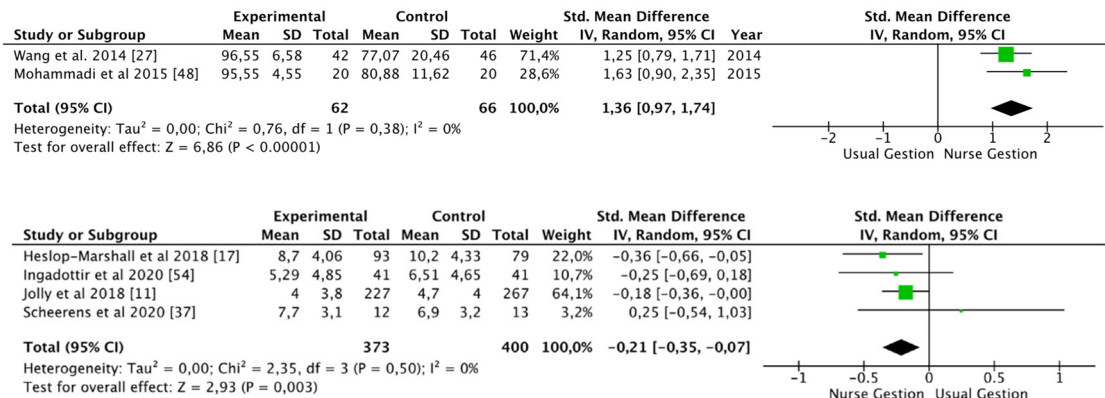 Experimental Control Std. Mean Difference Std. Mean Difference
Study or Subgroup Mean SD Total Mean SD Total Weight IV, Random, 95% CI Year IV, Random, 95% CI
Wang et al. 2014 [27] 96,55 6,58 42 77,07 20,46 46 71,4% 1,25 [0,79, 1,71] 2014
Mohammadi et al 2015 [48] 95,55 4,55 20 80,88 11,62 20 28,6% 1,63 [0,90, 2,35] 2015
Total (95% CI) 62 66 100,0% 1,36 [0,97, 1,74]
Heterogeneity: Tau² = 0,00; Chi² = 0,76, df = 1 (P = 0,38); I² = 0%
Test for overall effect: Z = 6,86 (P < 0.00001)
-2 -1 0 1 2
Usual Gestion Nurse Gestion
Experimental Control Std. Mean Difference Std. Mean Difference
Study or Subgroup Mean SD Total Mean SD Total Weight IV, Random, 95% CI IV, Random, 95% CI
Heslop-Marshall et al 2018 [17] 8,7 4,06 93 10,2 4,33 79 22,0% −0,36 [−0,66, −0,05]
Ingadottir et al 2020 [54] 5,29 4,85 41 6,51 4,65 41 10,7% −0,25 [−0,69, 0,18]
Jolly et al 2018 [11] 4 3,8 227 4,7 4 267 64,1% −0,18 [−0,36, −0,00]
Scheerens et al 2020 [37] 7,7 3,1 12 6,9 3,2 13 3,2% 0,25 [−0,54, 1,03]
Total (95% CI) 373 400 100,0% −0,21 [−0,35, −0,07]
Heterogeneity: Tau² = 0,00; Chi² = 2,35, df = 3 (P = 0,50); I² = 0%
Test for overall effect: Z = 2,93 (P = 0,003)
-1 -0.5 0 0.5 1
Nurse Gestion Usual Gestion